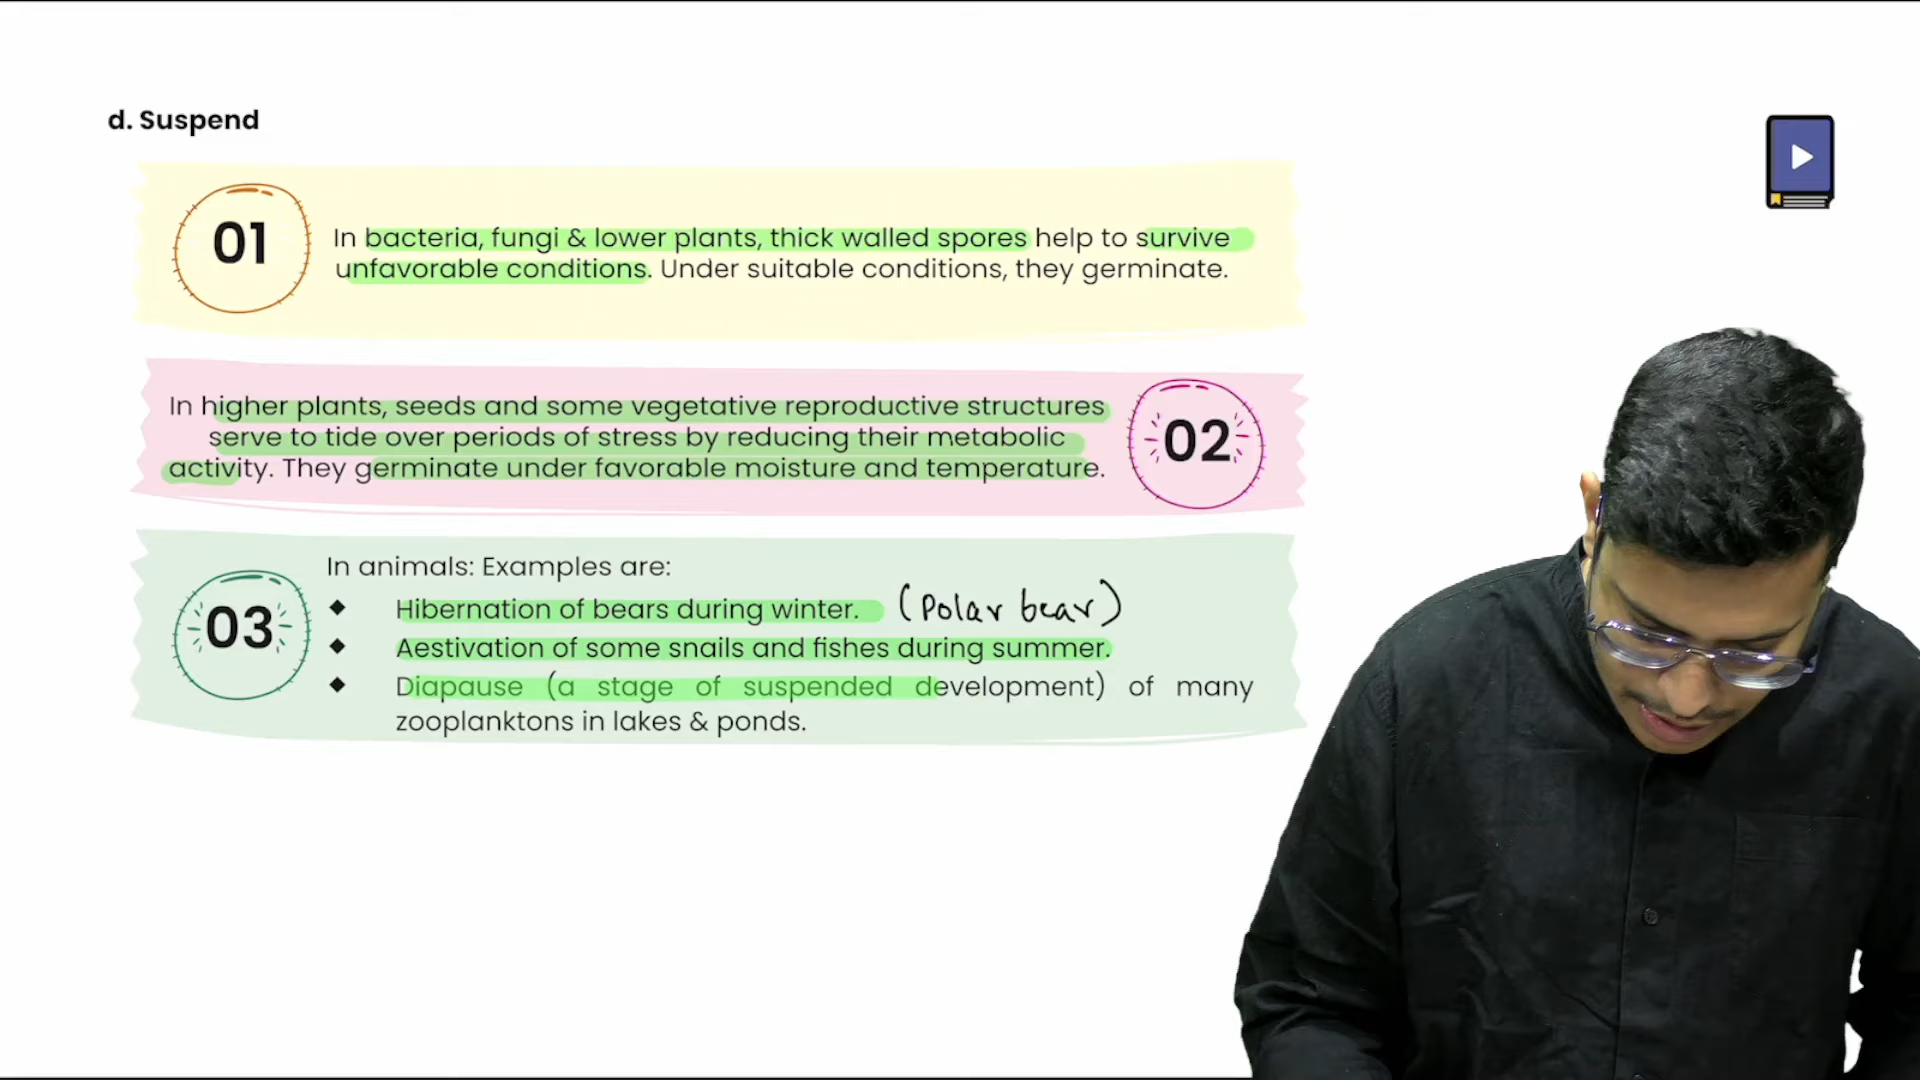 d. Suspend
01
In bacteria, fungi & lower plants, thick walled spores help to survive
unfavorable conditions. Under suitable conditions, they germinate.
In higher plants, seeds and some vegetative reproductive structures
serve to tide over periods of stress by reducing their metabolic
activity. They germinate under favorable moisture and temperature.
02
03
In animals: Examples are:
◆ Hibernation of bears during winter. (Polar bear)
◆ Aestivation of some snails and fishes during summer.
◆ Diapause (a stage of suspended development) of many
zooplanktons in lakes & ponds.